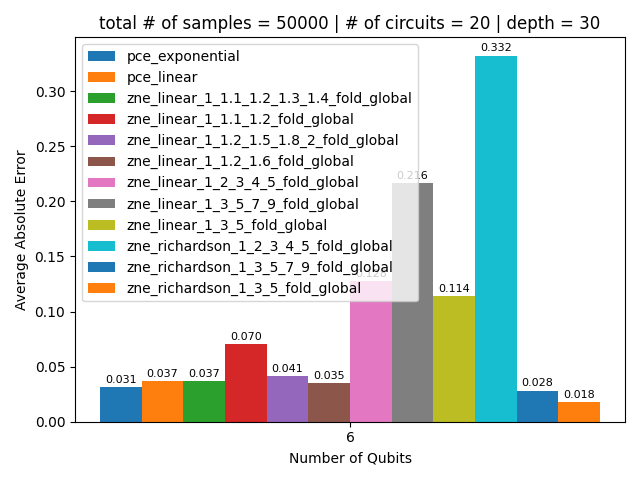 total # of samples = 50000 | # of circuits = 20 | depth = 30
pce_exponential
pce_linear
zne_linear_1_1.1_1.2_1.3_1.4_fold_global
zne_linear_1_1.1_1.2_fold_global
zne_linear_1_1.2_1.5_1.8_2_fold_global
zne_linear_1_1.2_1.6_fold_global
zne_linear_1_2_3_4_5_fold_global
zne_linear_1_3_5_7_9_fold_global
zne_linear_1_3_5_fold_global
zne_richardson_1_2_3_4_5_fold_global
zne_richardson_1_3_5_7_9_fold_global
zne_richardson_1_3_5_fold_global
0.332
0.216
0.128
0.114
0.070
0.031
0.037
0.037
0.041
0.035
0.028
0.018
Average Absolute Error
0.30
0.25
0.20
0.15
0.10
0.05
0.00
6
Number of Qubits